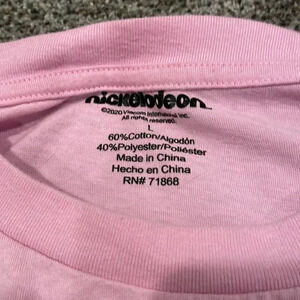 nickelodeon™
©2020 Viacom International Inc.
All rights reserved.
L
60%Cotton/Algodón
40%Polyester/Poliéster
Made in China
Hecho en China
RN# 71868